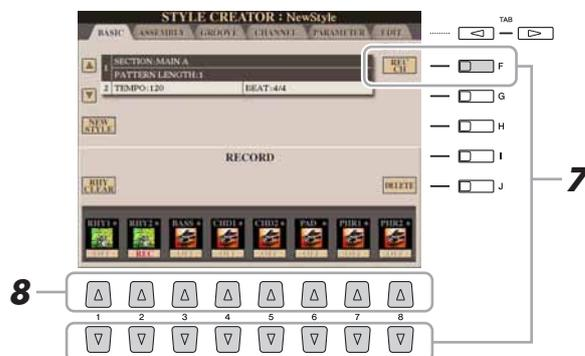 STYLE CREATOR : NewStyle
BASIC ASSEMBLY GROOVE CHANNEL PARAMETER EDIT
TAB
1 SECTION:MAIN A
PATTERN LENGTH:1
REC CH
F
2 TEMPO:120 BEAT:4/4
G
NEW STYLE
H
RECORD
I
RHY CLEAR
DELETE
J
7
RHY1 RHY2 BASS CHD1 CHD2 PAD PHR1 PHR2
REC
8
1 2 3 4 5 6 7 8